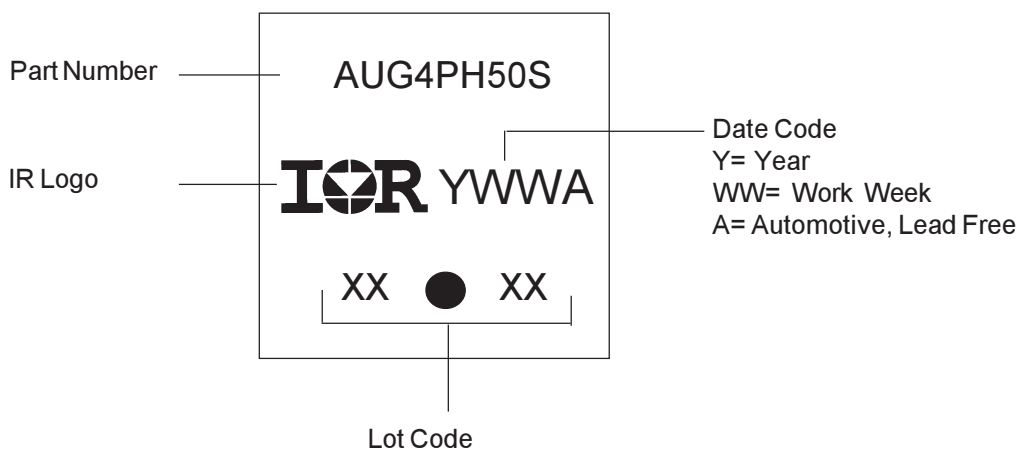 Part Number
AUG4PH50S
IR Logo
IOR YWWA
Date Code
Y= Year
WW= Work Week
A= Automotive, Lead Free
XX ● XX
Lot Code